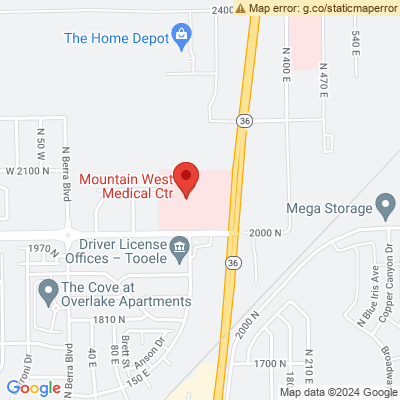 2400
Map error: g.co/staticmaperror
The Home Depot
N 400 E
N 470 E
540 E
36
N 50 W
N Berra Blvd
W 2100 N
Mountain West
Medical Ctr
Mega Storage
2000 N
1970 N
Driver License
Offices – Tooele
36
The Cove at
Overlake Apartments
N Blue Iris Ave
Copper Canyon Dr
1810 N
2000 N
Brett St
Anson Dr
N Berra Blvd
40 E
80 E
150 E
1700 N
N 210 E
180
Broadway
roni Dr
Google
Map data ©2024 Google